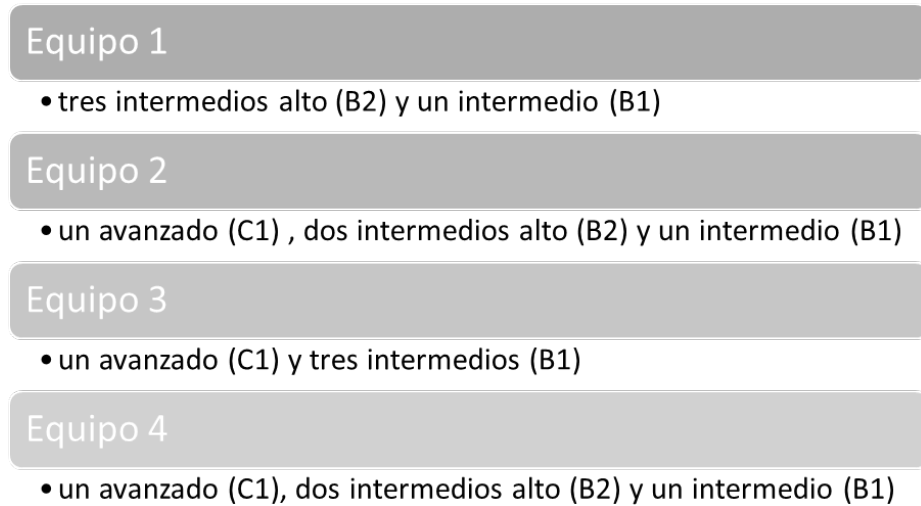 Equipo 1
• tres intermedios alto (B2) y un intermedio (B1)
Equipo 2
• un avanzado (C1) , dos intermedios alto (B2) y un intermedio (B1)
Equipo 3
• un avanzado (C1) y tres intermedios (B1)
Equipo 4
• un avanzado (C1), dos intermedios alto (B2) y un intermedio (B1)